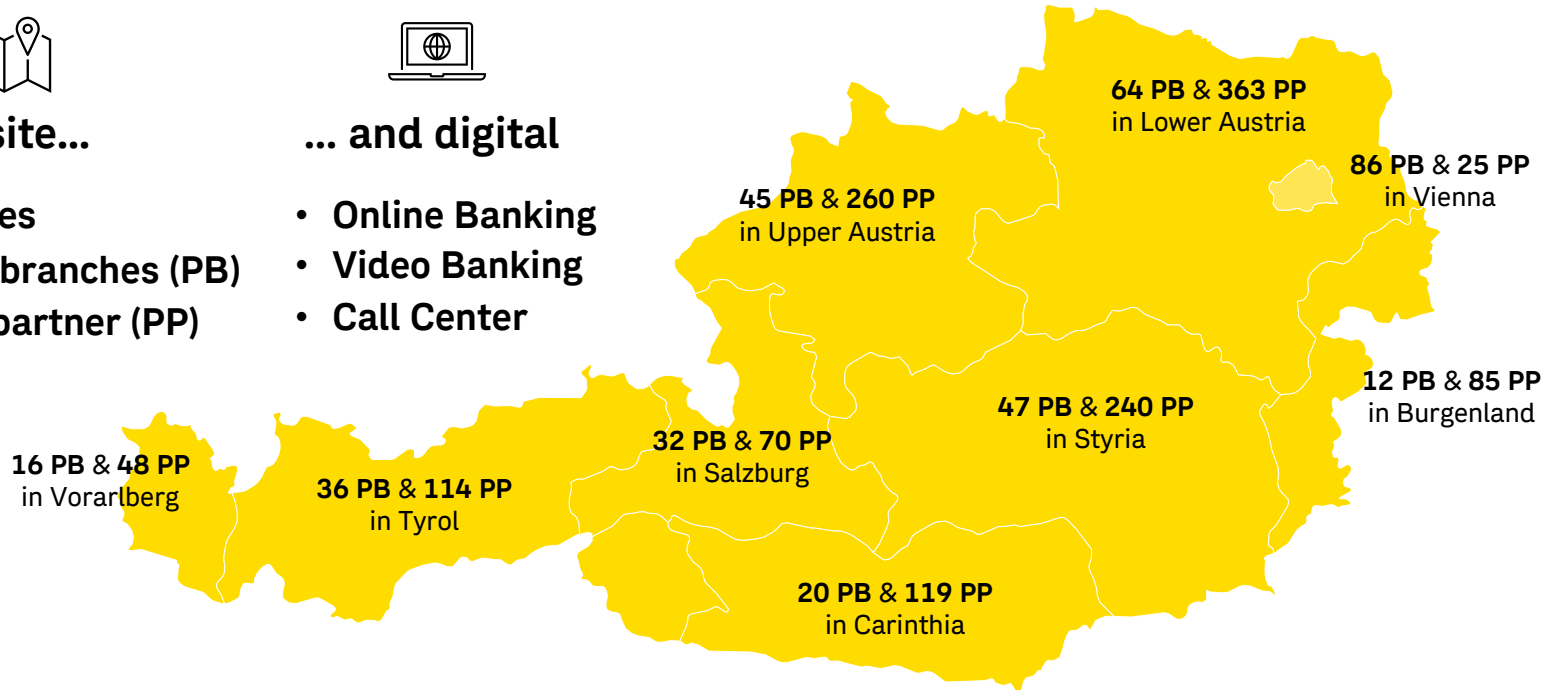 site...
es
branches (PB)
partner (PP)
... and digital
• Online Banking
• Video Banking
• Call Center
64 PB & 363 PP
in Lower Austria
86 PB & 25 PP
in Vienna
45 PB & 260 PP
in Upper Austria
12 PB & 85 PP
in Burgenland
47 PB & 240 PP
in Styria
32 PB & 70 PP
in Salzburg
16 PB & 48 PP
in Vorarlberg
36 PB & 114 PP
in Tyrol
20 PB & 119 PP
in Carinthia